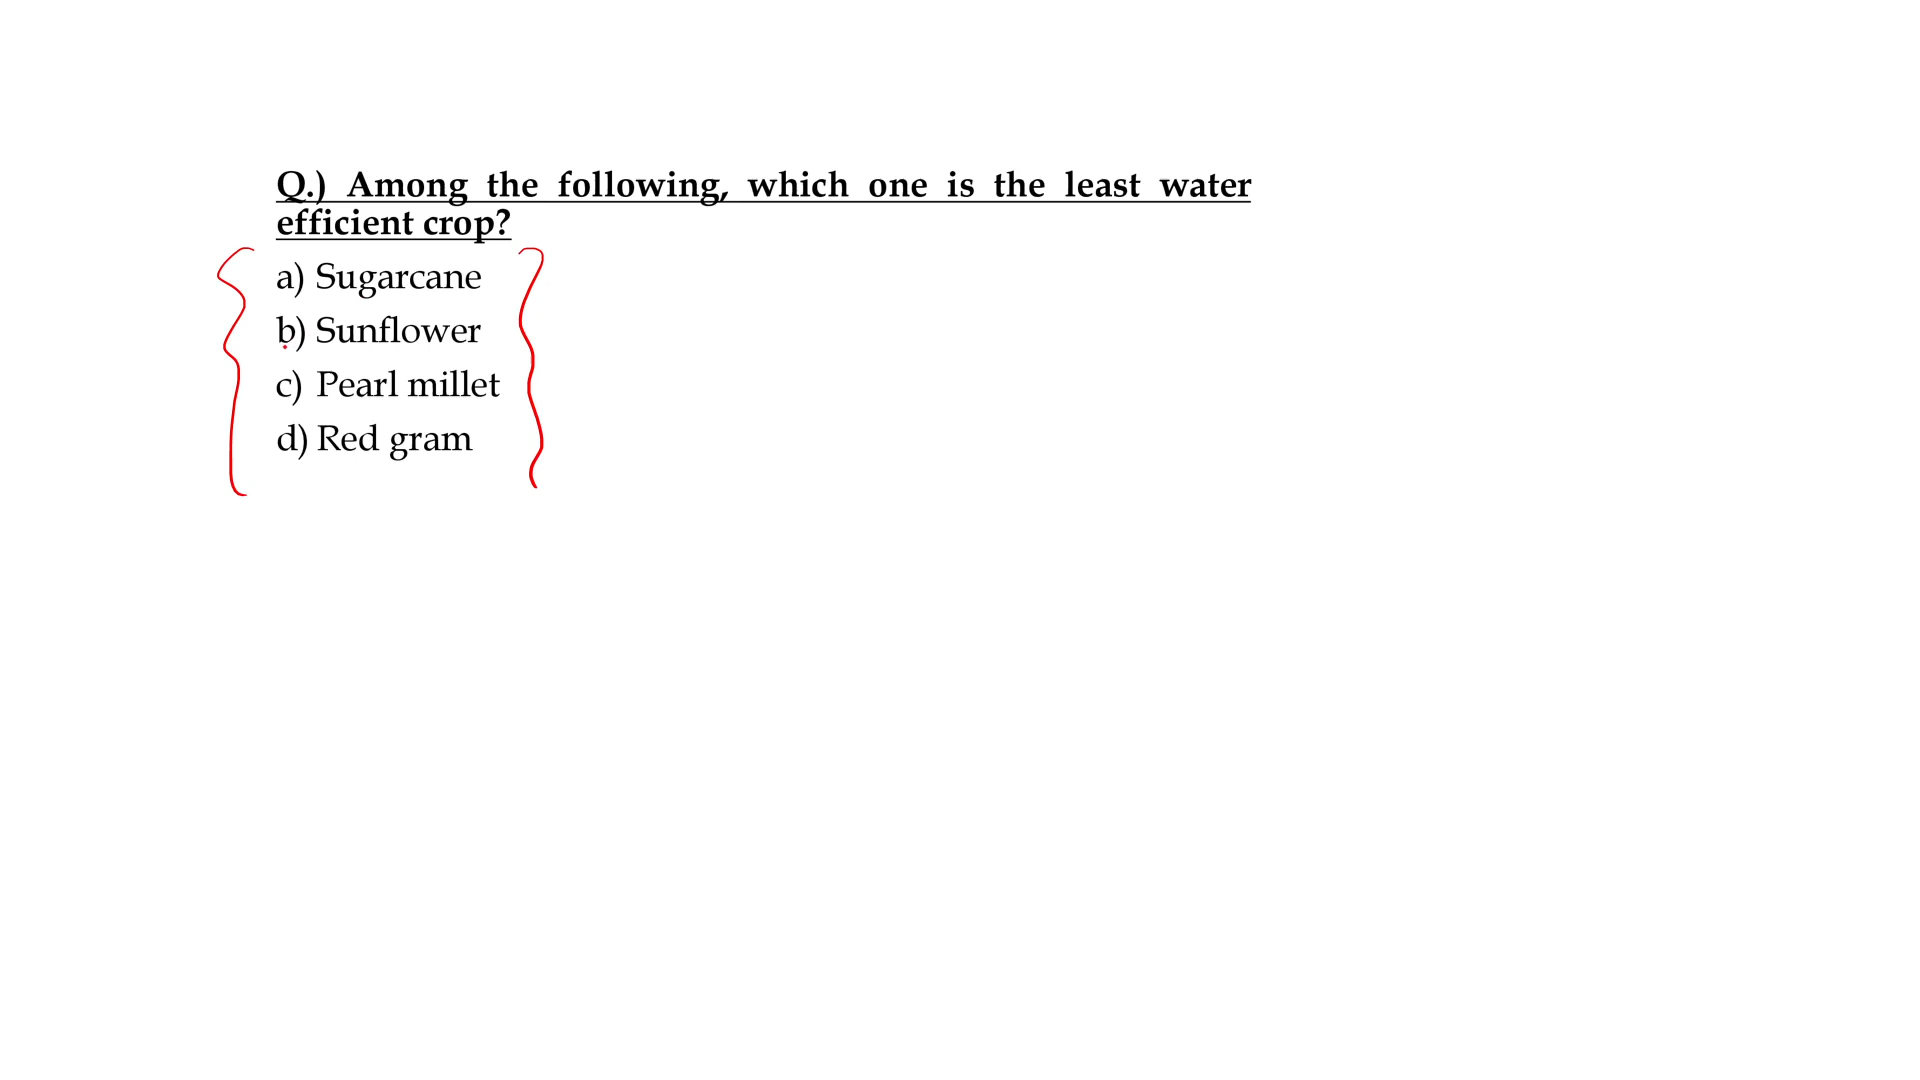 Q.) Among the following, which one is the least water
efficient crop?
a) Sugarcane
b) Sunflower
c) Pearl millet
d) Red gram